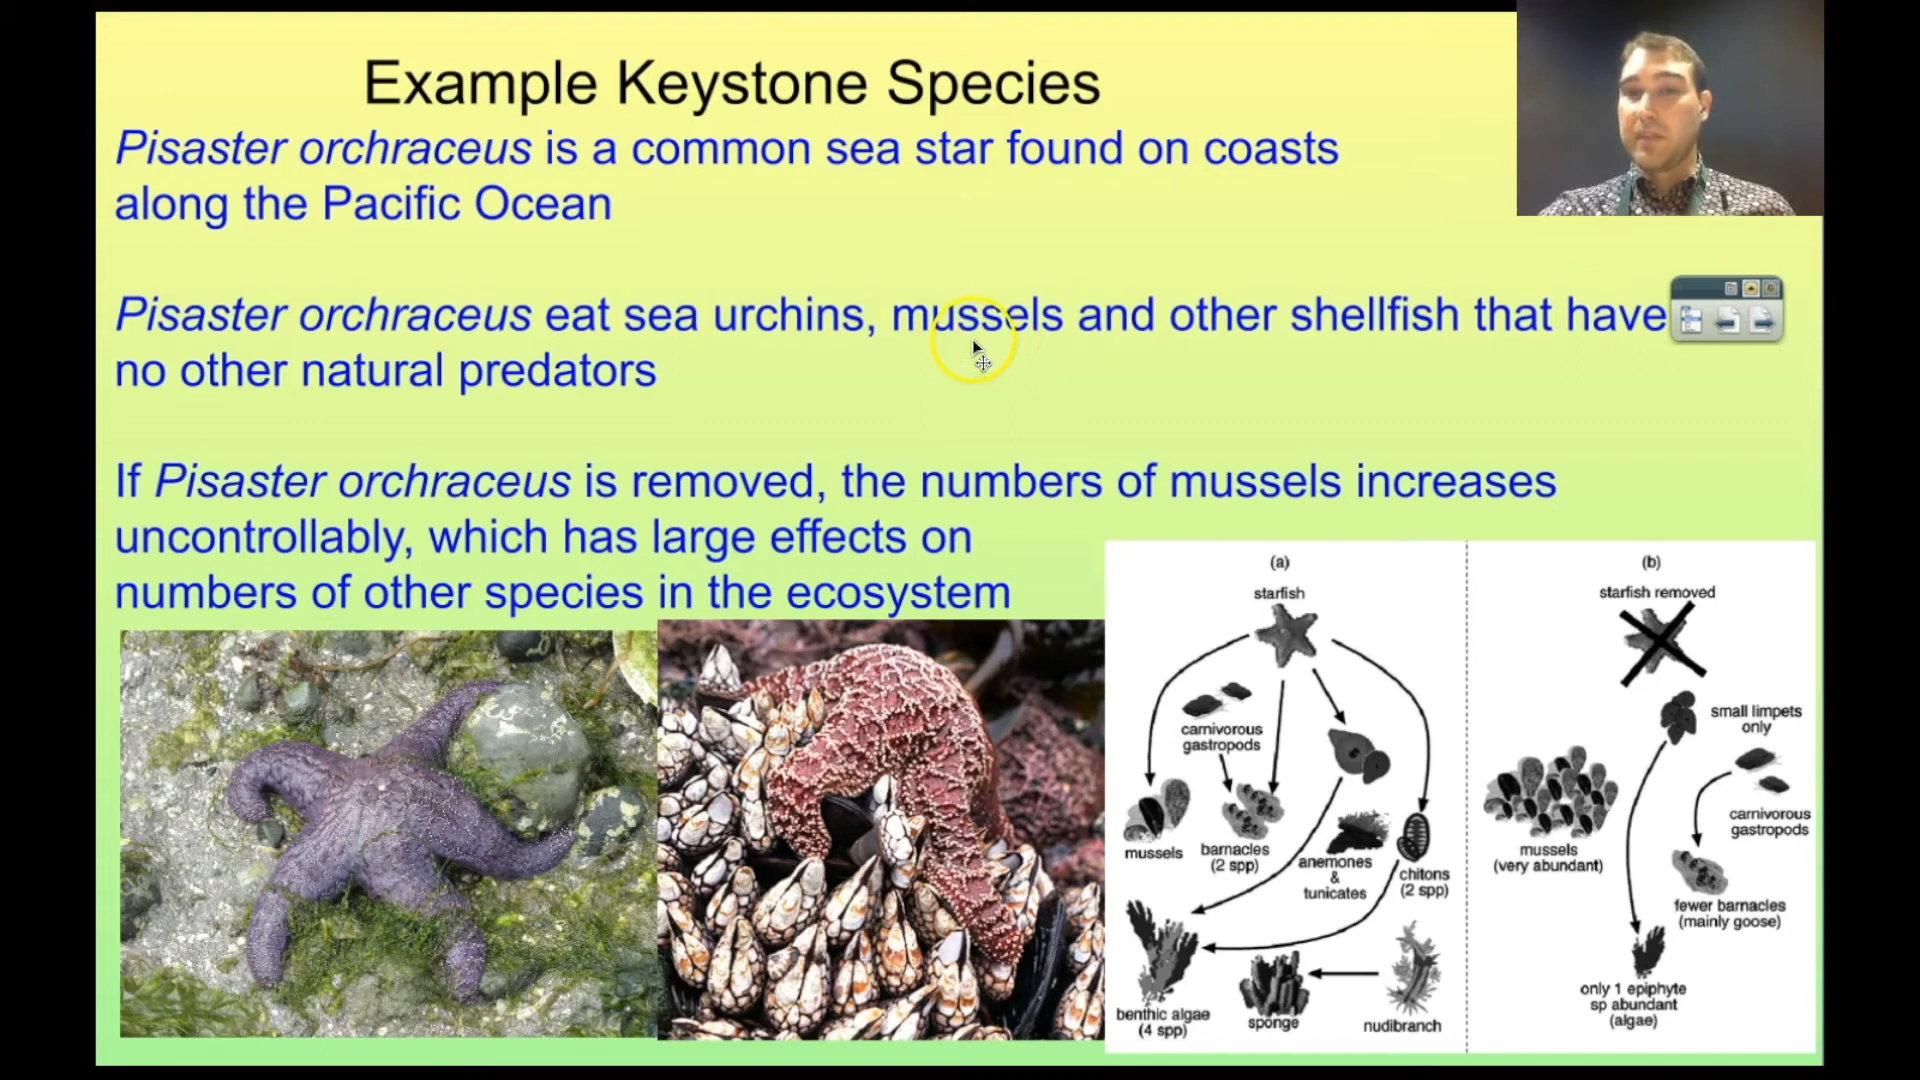 Example Keystone Species
Pisaster orchraceus is a common sea star found on coasts
along the Pacific Ocean
Pisaster orchraceus eat sea urchins, mussels and other shellfish that have
no other natural predators
If Pisaster orchraceus is removed, the numbers of mussels increases
uncontrollably, which has large effects on
numbers of other species in the ecosystem
(a)
starfish
carnivorous
gastropods
mussels
barnacles
(2 spp)
anemones
&
tunicates
chitons
(2 spp)
benthic algae
(4 spp)
sponge
nudibranch
(b)
starfish removed
small limpets
only
carnivorous
gastropods
mussels
(very abundant)
fewer barnacles
(mainly goose)
only 1 epiphyte
sp abundant
(algae)